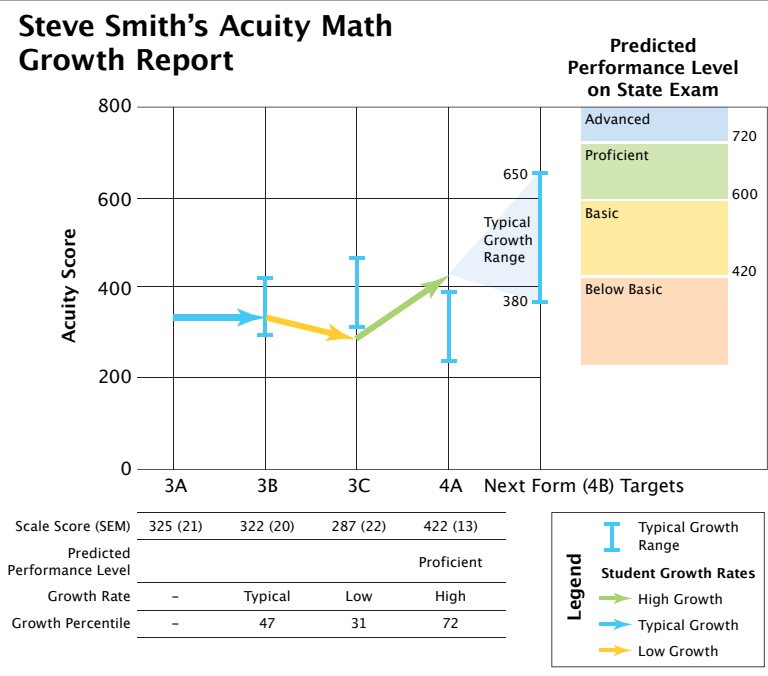 Steve Smith's Acuity Math
Growth Report
Predicted
Performance Level
on State Exam
800
600
400
200
0
Acuity Score
650
Typical
Growth
Range
380
Advanced
720
Proficient
600
Basic
420
Below Basic
3A 3B 3C 4A Next Form (4B) Targets
Scale Score (SEM) 325 (21) 322 (20) 287 (22) 422 (13)
Predicted
Performance Level Proficient
Growth Rate – Typical Low High
Growth Percentile – 47 31 72
Legend
Typical Growth
Range
Student Growth Rates
High Growth
Typical Growth
Low Growth